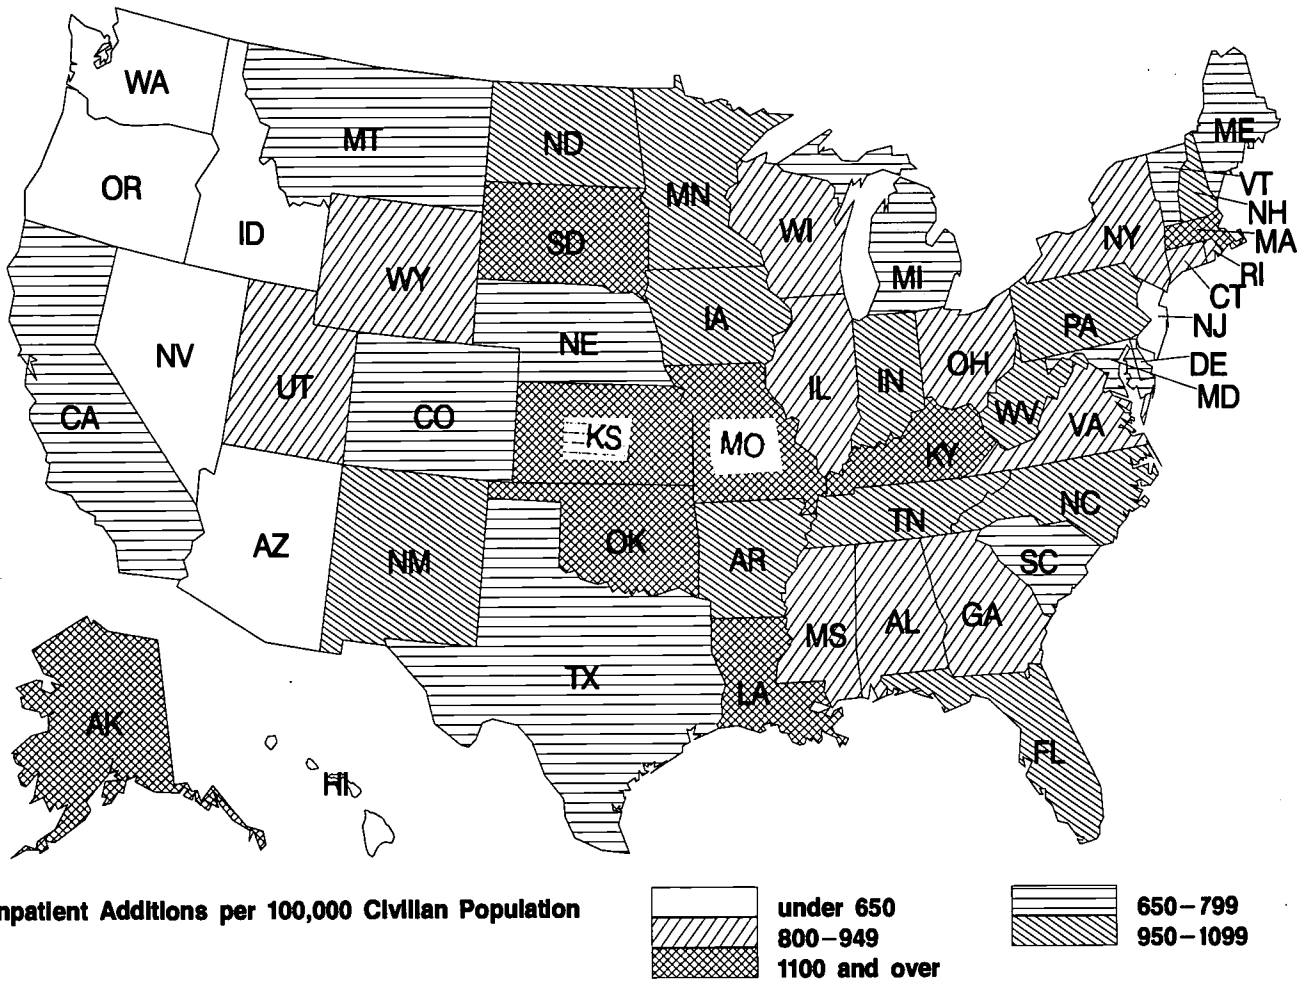 WA
MT
ND
ME
OR
MN
VT
NH
ID
WI
NY
MA
SD
RI
WY
MI
CT
NJ
IA
PA
NV
NE
DE
UT
OH
MD
IL
IN
CA
CO
KS
MO
WV
VA
KY
NC
AZ
NM
OK
AR
TN
SC
MS
AL
GA
TX
LA
AK
FL
HI
npatient Additions per 100,000 Civilian Population
under 650
650-799
800-949
950-1099
1100 and over